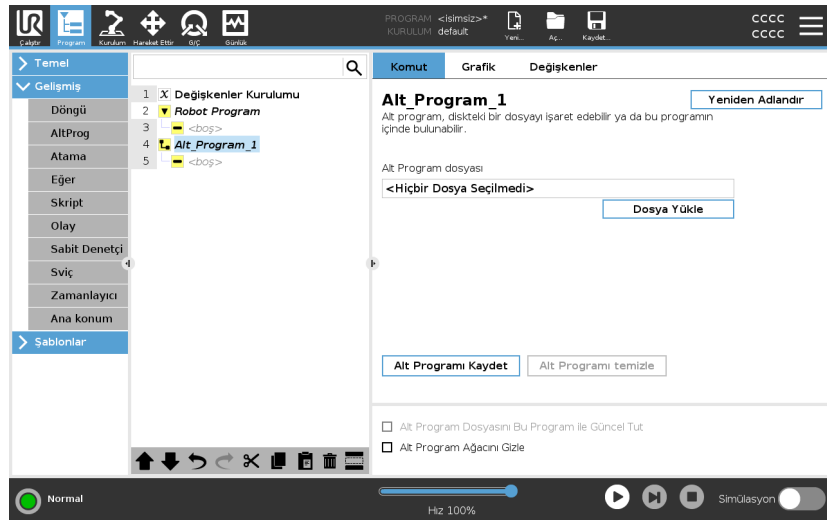 UR
PROGRAM <isimsiz>*
KURULUM default
cccc
cccc
Çalıştır
Program
Kurulum
Hareket Ettir
G/Ç
Günlük
Yeni...
Aç...
Kaydet...
Temel
Gelişmiş
Döngü
AltProg
Atama
Eğer
Skript
Olay
Sabit Denetçi
Sviç
Zamanlayıcı
Ana konum
Şablonlar
1 X Değişkenler Kurulumu
2 Robot Program
3 <boş>
4 Alt_Program_1
5 <boş>
Komut Grafik Değişkenler
Alt_Program_1
Yeniden Adlandır
Alt program, diskteki bir dosyayı işaret edebilir ya da bu programın
içinde bulunabilir.
Alt Program dosyası
<Hiçbir Dosya Seçilmedi>
Dosya Yükle
Alt Programı Kaydet
Alt Programı temizle
Alt Program Dosyasını Bu Program ile Güncel Tut
Alt Program Ağacını Gizle
Normal
Hız 100%
Simülasyon